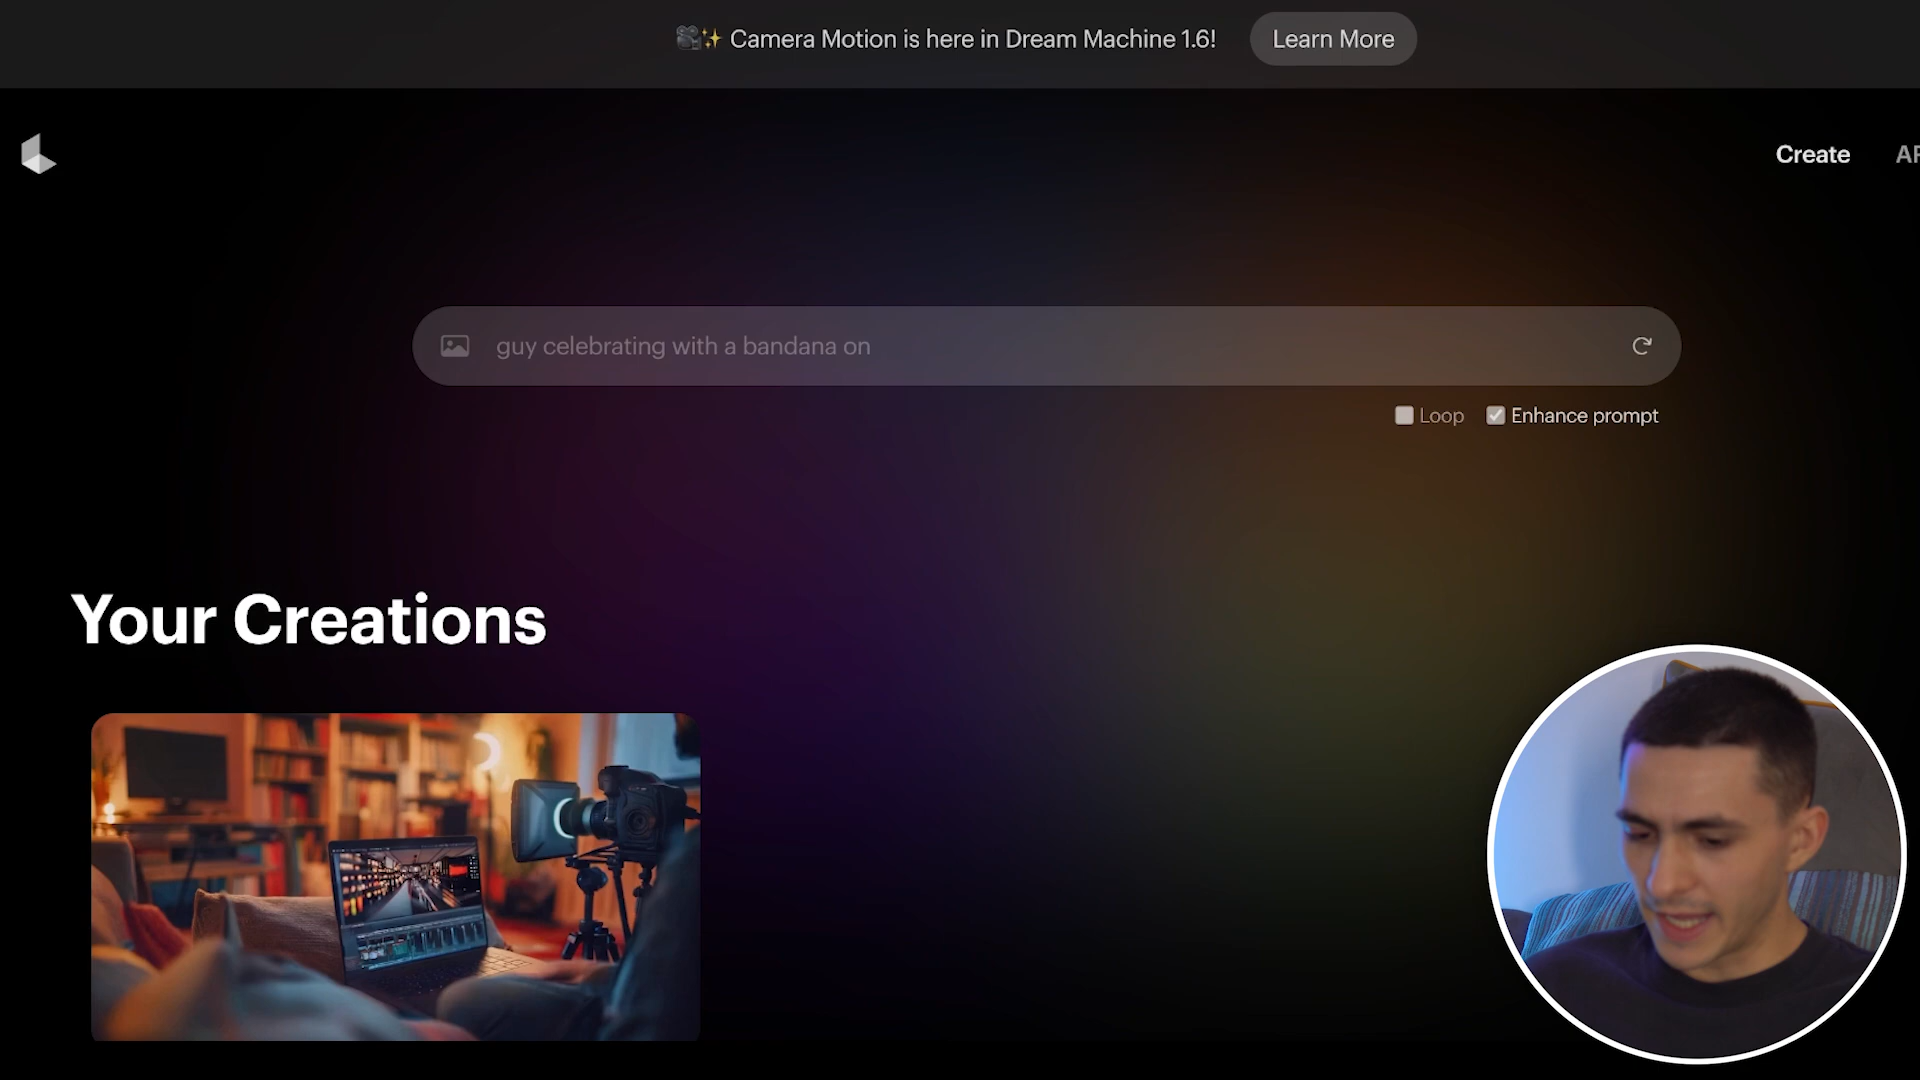 Camera Motion is here in Dream Machine 1.6!
Learn More
Create
guy celebrating with a bandana on
Loop
Enhance prompt
Your Creations